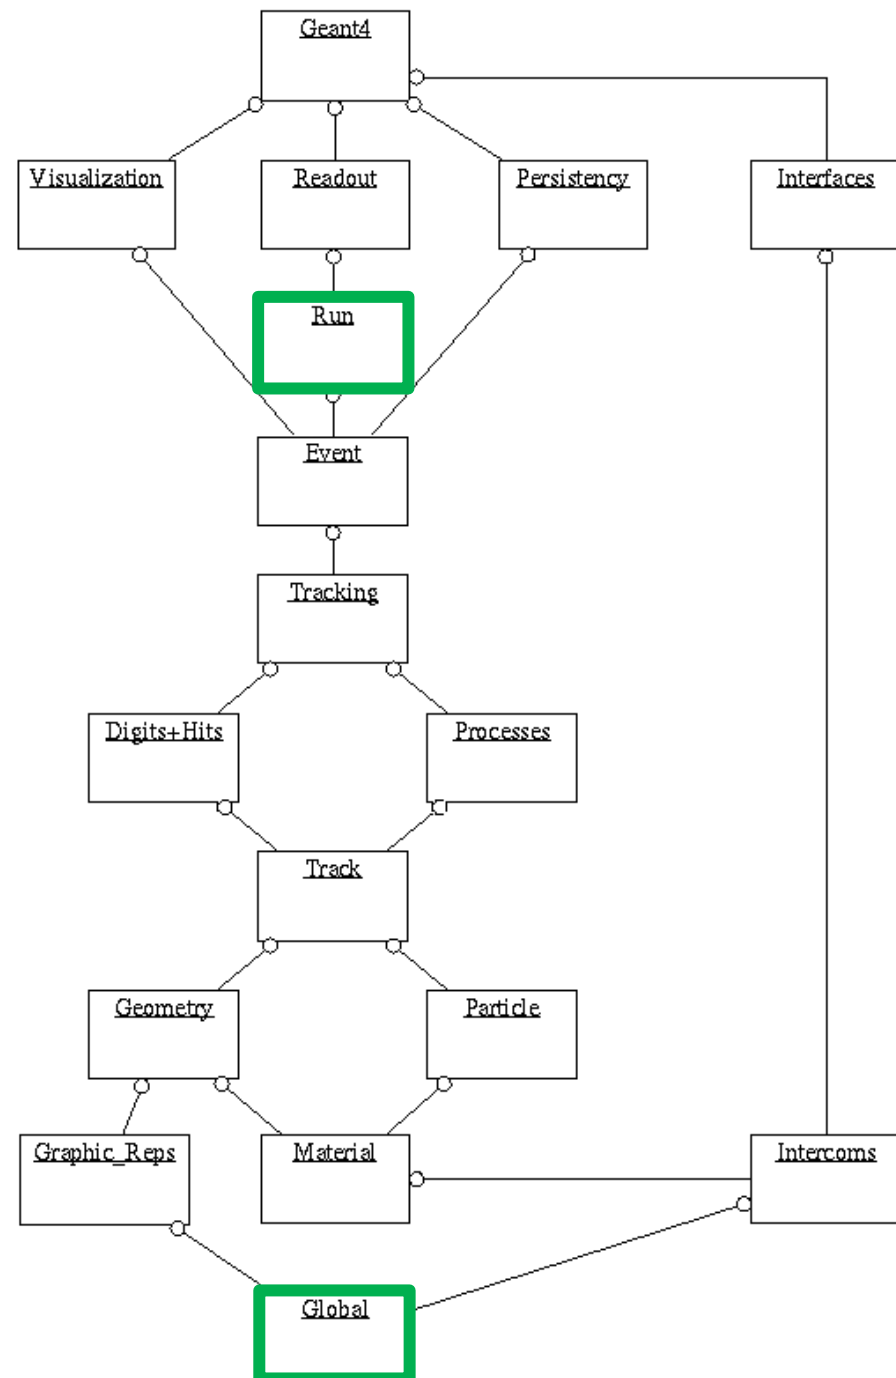 Geant4
Visualization
Readout
Persistency
Interfaces
Run
Event
Tracking
Digits+Hits
Processes
Track
Geometry
Particle
Graphic_Reps
Material
Intercoms
Global